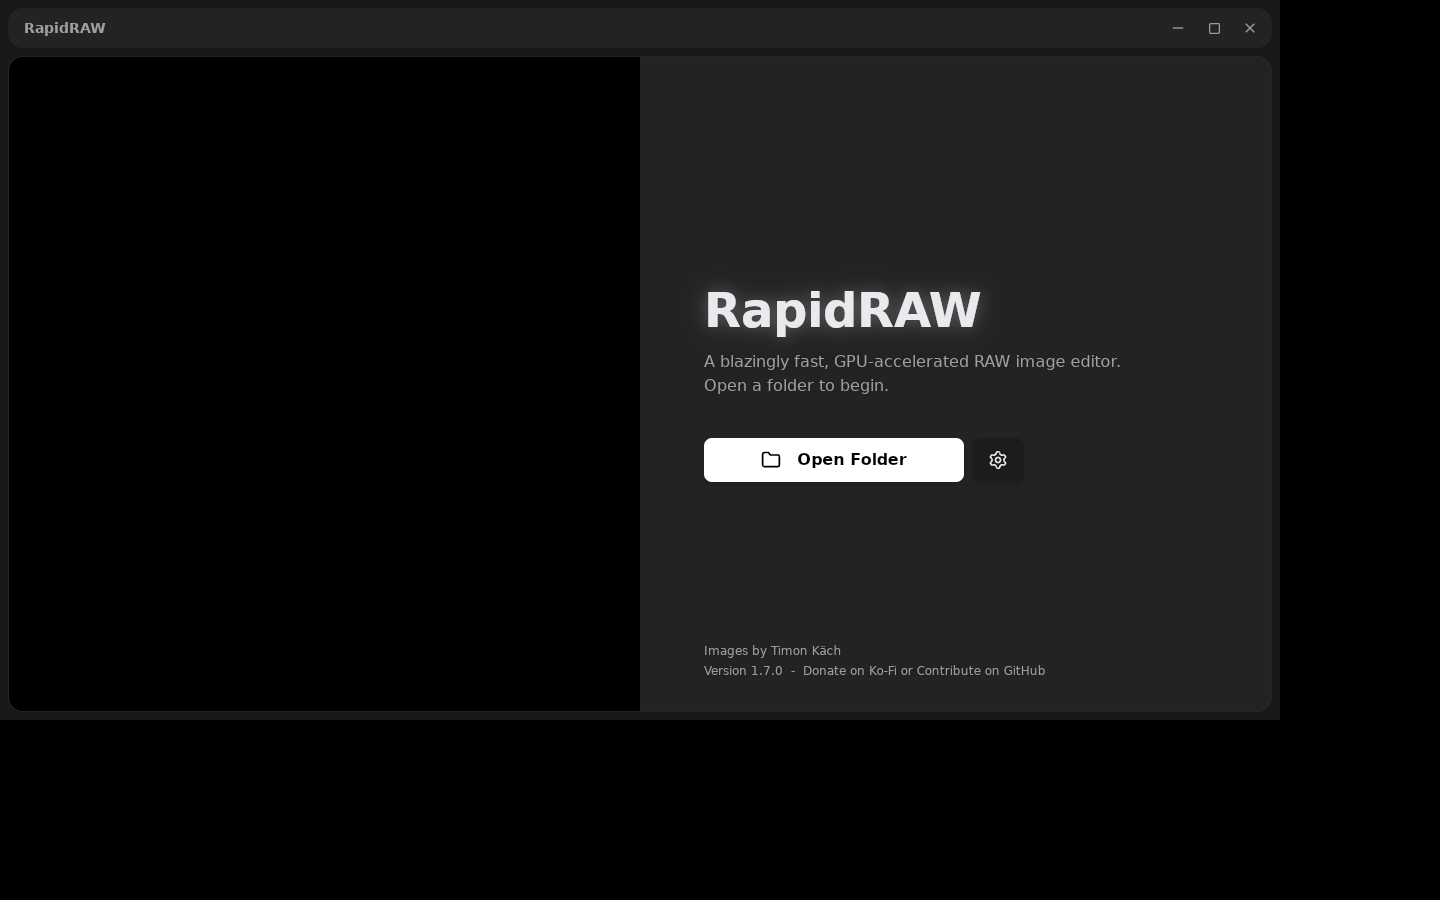 RapidRAW
RapidRAW
A blazingly fast, GPU-accelerated RAW image editor.
Open a folder to begin.
Open Folder
Images by Timon Käch
Version 1.7.0 - Donate on Ko-Fi or Contribute on GitHub